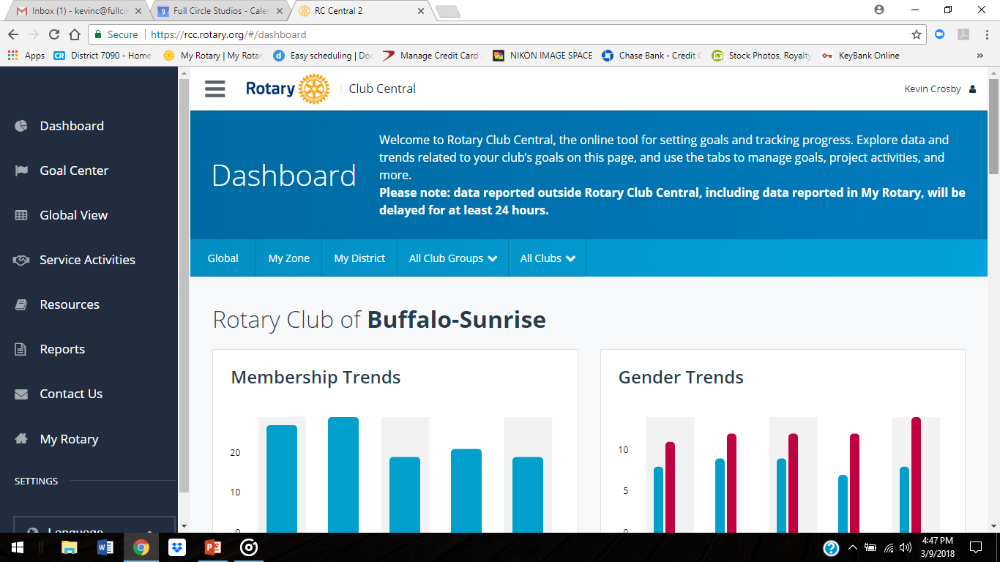 Inbox (1) - kevinc@fullcir
Full Circle Studios - Caler
RC Central 2
Secure
https://rcc.rotary.org/#/dashboard
Apps
CR District 7090 - Home
My Rotary | My Rotar
d Easy scheduling | Doo
Manage Credit Card A
NIKON IMAGE SPACE
Chase Bank - Credit C
Stock Photos, Royalty
KeyBank Online
»
Rotary
Club Central
Kevin Crosby
Dashboard
Goal Center
Global View
Service Activities
Resources
Reports
Contact Us
My Rotary
SETTINGS
Language
Dashboard
Welcome to Rotary Club Central, the online tool for setting goals and tracking progress. Explore data and
trends related to your club's goals on this page, and use the tabs to manage goals, project activities, and
more.
Please note: data reported outside Rotary Club Central, including data reported in My Rotary, will be
delayed for at least 24 hours.
Global
My Zone
My District
All Club Groups
All Clubs
Rotary Club of Buffalo-Sunrise
Membership Trends
20
10
0
Gender Trends
10
5
0
4:47 PM
3/9/2018